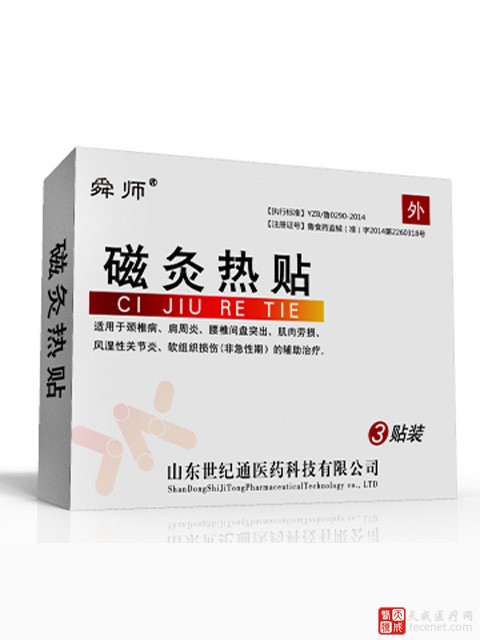 舜师®
外
【执行标准】YZB/鲁0290-2014
【注册证号】鲁食药监械(准)字2014第2260318号
磁灸热贴
CI JIU RE TIE
适用于颈椎病、肩周炎、腰椎间盘突出、肌肉劳损、
风湿性关节炎、软组织损伤(非急性期)的辅助治疗.
3贴装
山东世纪通医药科技有限公司
ShanDongShiJiTongPharmaceuticalTechnology co., LTD
磁灸热贴
天成医疗网
tecenet.com